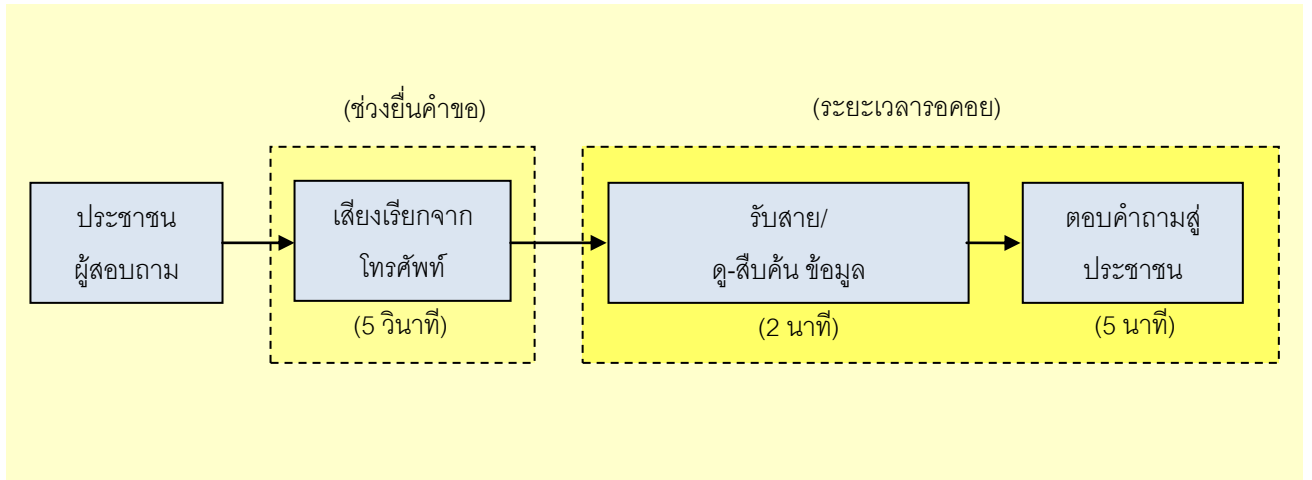 (ช่วงยื่นคำขอ)
(ระยะเวลารอคอย)
ประชาชน
ผู้สอบถาม
เสียงเรียกจาก
โทรศัพท์
รับสาย/
ดู-สืบค้น ข้อมูล
ตอบคำถามสู่
ประชาชน
(5 วินาที)
(2 นาที)
(5 นาที)